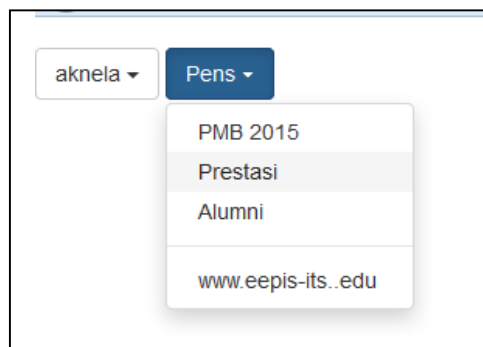 aknela Pens
PMB 2015
Prestasi
Alumni
www.eepis-its..edu